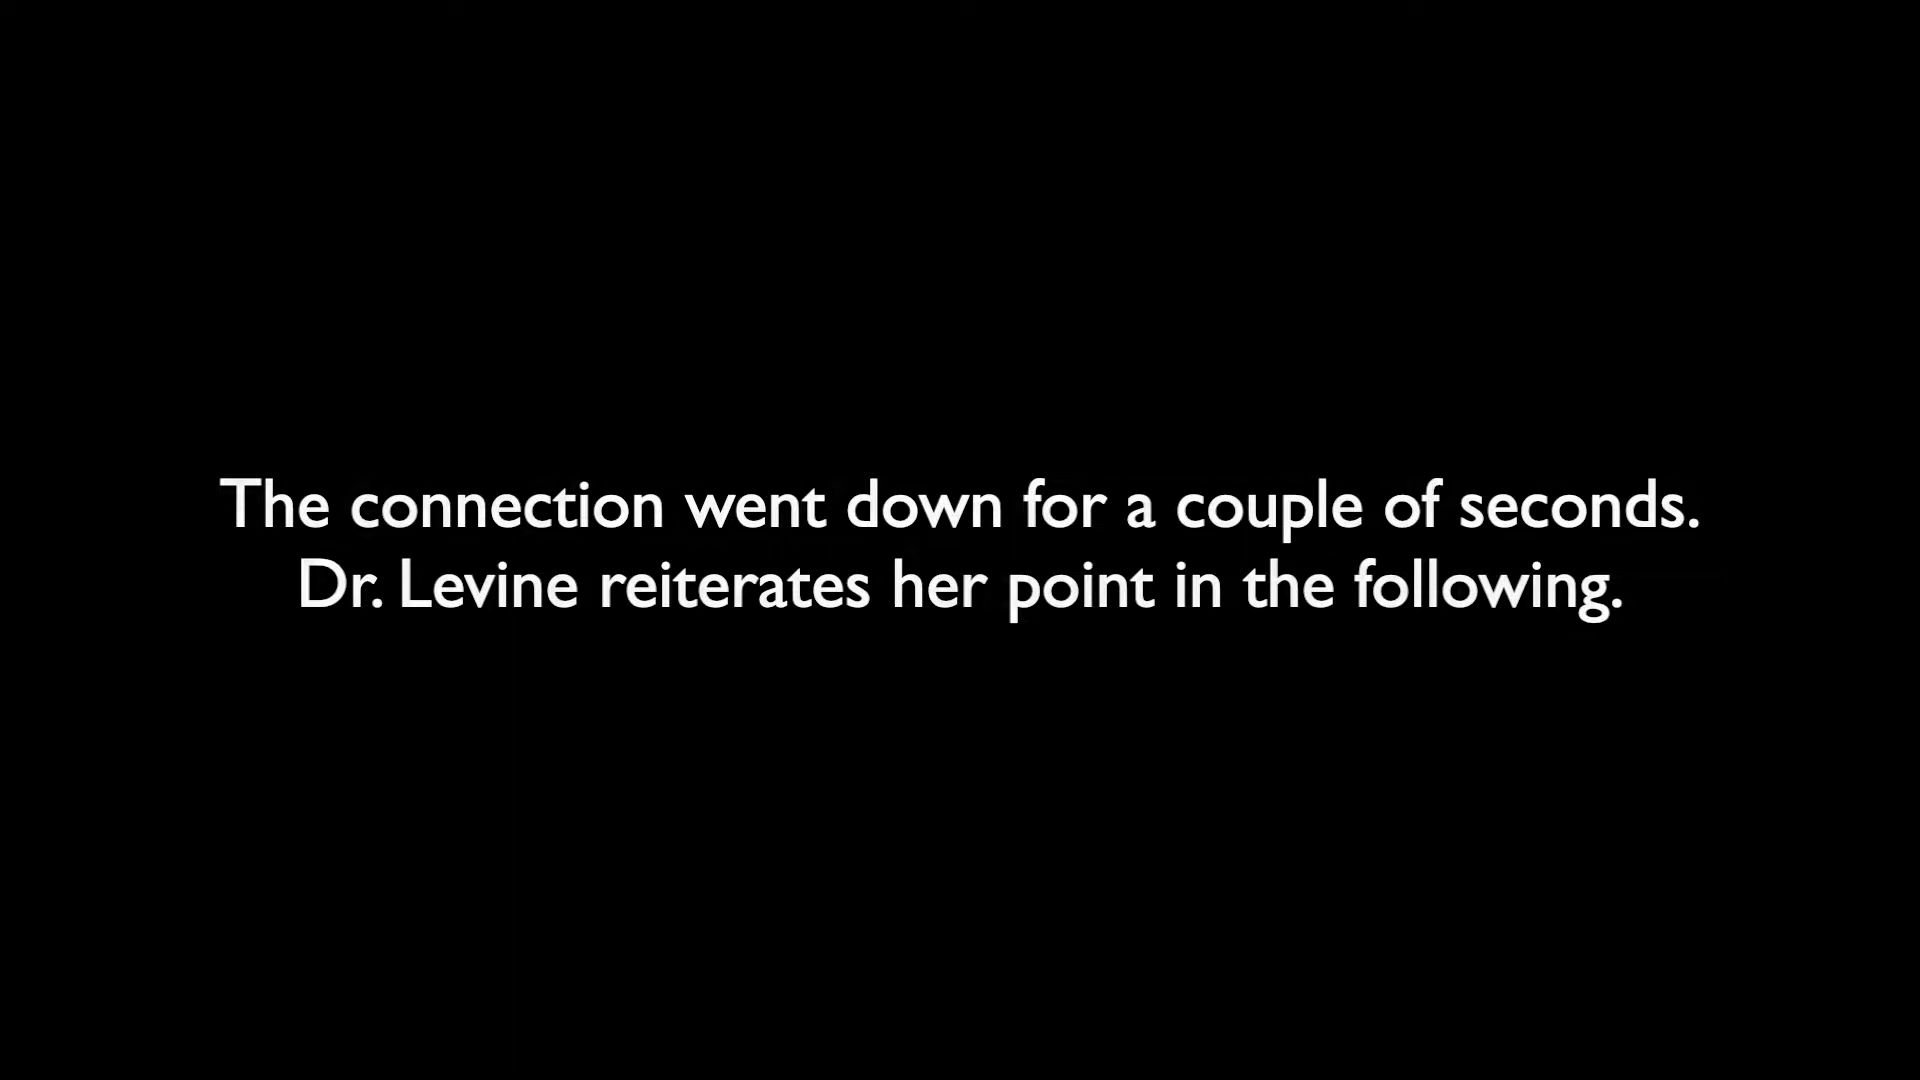 The connection went down for a couple of seconds.
Dr. Levine reiterates her point in the following.